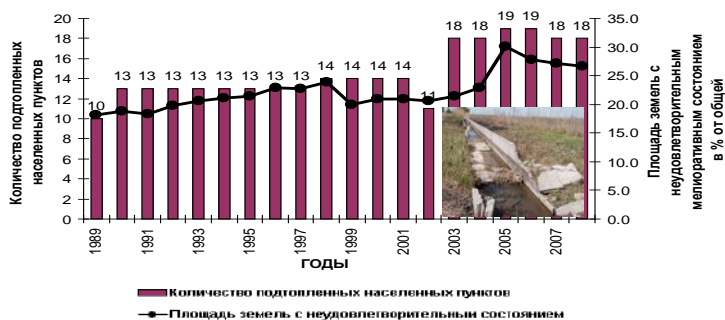 Количество подтопленных
населенных пунктов
20
18
16
14
12
10
8
6
4
2
0
10 13 13 13 13 13 13 13 13 14 14 14 14 11 18 18 19 19 18 18
35.0
30.0
25.0
20.0
15.0
10.0
5.0
0.0
Площадь земель с
неудовлетворительным
мелиоративным состоянием
в % от общей
1989 1991 1993 1995 1997 1999 2001 2003 2005 2007
ГОДЫ
Количество подтопленных населенных пунктов
Площадь земель с неудовлетворительным состоянием